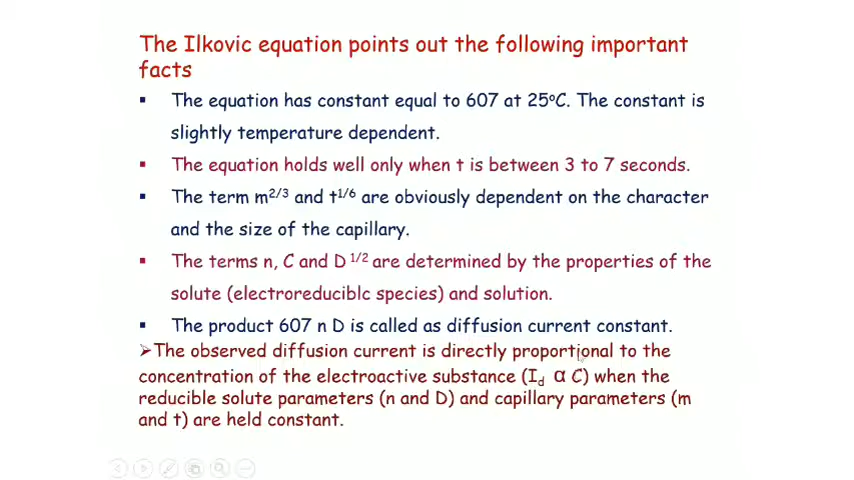 The Ilkovic equation points out the following important
facts
▪ The equation has constant equal to 607 at 25°C. The constant is
slightly temperature dependent.
▪ The equation holds well only when t is between 3 to 7 seconds.
▪ The term m²/³ and t¹/⁶ are obviously dependent on the character
and the size of the capillary.
▪ The terms n, C and D ¹/² are determined by the properties of the
solute (electroreduciblc species) and solution.
▪ The product 607 n D is called as diffusion current constant.
➢The observed diffusion current is directly proportional to the
concentration of the electroactive substance (I_d α C) when the
reducible solute parameters (n and D) and capillary parameters (m
and t) are held constant.